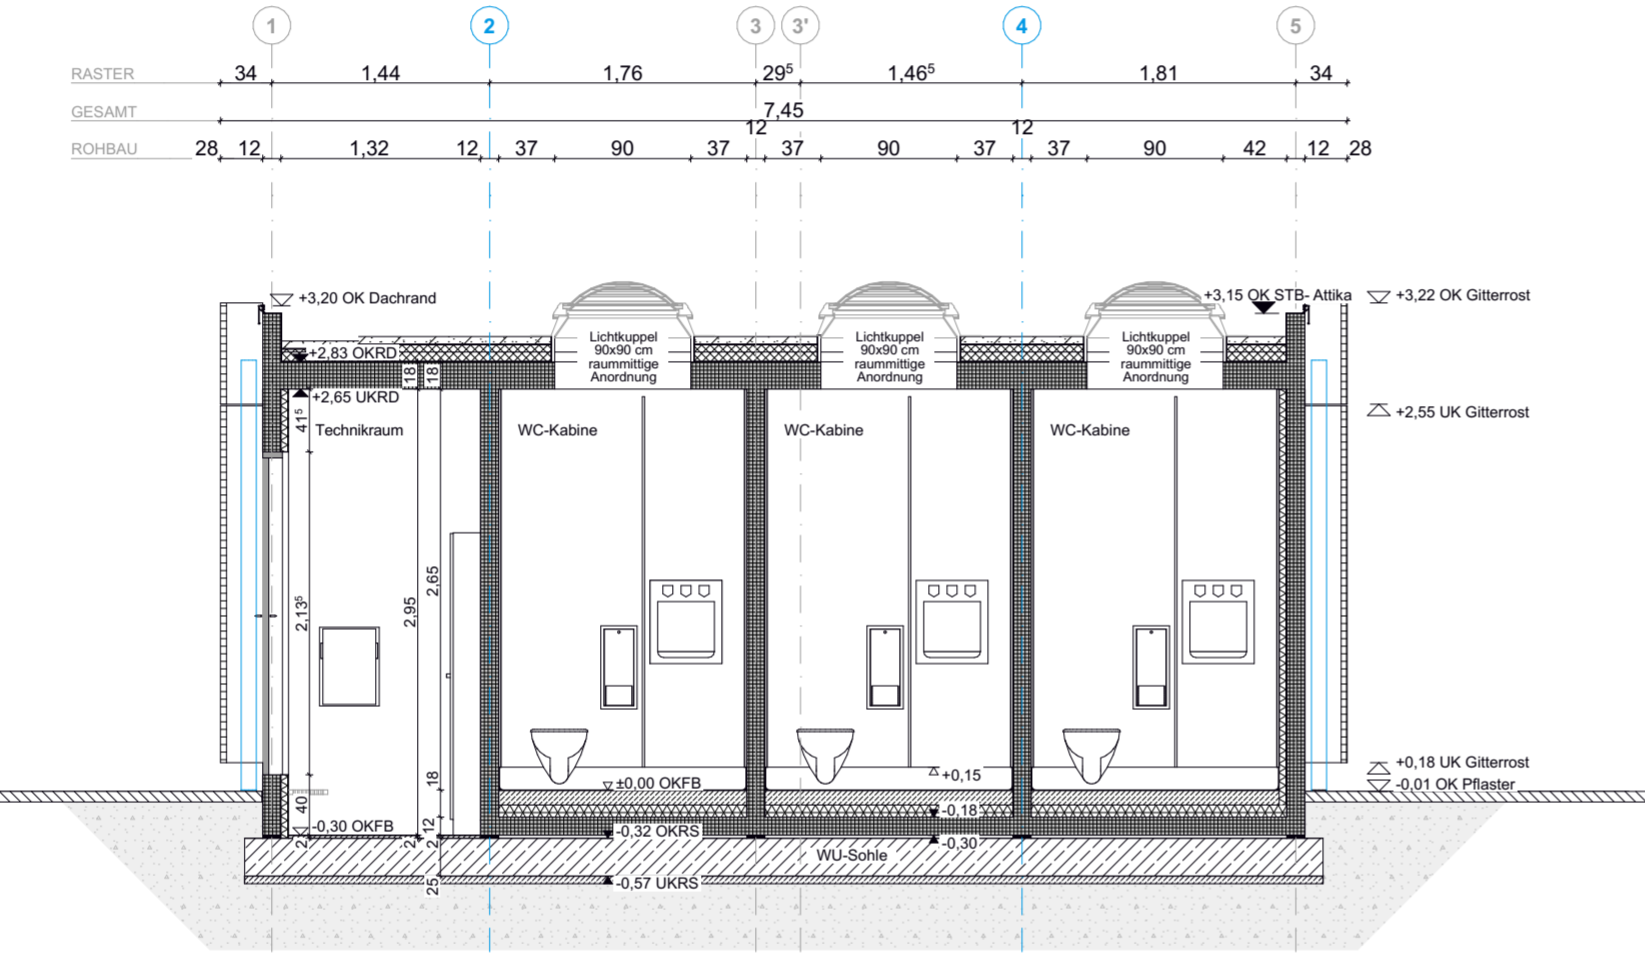 1 2 3 3' 4 5
RASTER 34 1,44 1,76 29⁵ 1,46⁵ 1,81 34
GESAMT 7,45
12 12
ROHBAU 28 12 1,32 12 37 90 37 37 90 37 37 90 42 12 28
+3,20 OK Dachrand
+3,15 OK STB- Attika
+3,22 OK Gitterrost
Lichtkuppel
90x90 cm
raummittige
Anordnung
Lichtkuppel
90x90 cm
raummittige
Anordnung
Lichtkuppel
90x90 cm
raummittige
Anordnung
+2,83 OKRD
18 18
+2,65 UKRD
+2,55 UK Gitterrost
41⁵
Technikraum
WC-Kabine
WC-Kabine
WC-Kabine
2,13⁵
2,95
2,65
+0,18 UK Gitterrost
-0,01 OK Pflaster
+0,15
±0,00 OKFB
18
40
-0,18
-0,30 OKFB
12
-0,32 OKRS
-0,30
2 2 2
WU-Sohle
25
-0,57 UKRS